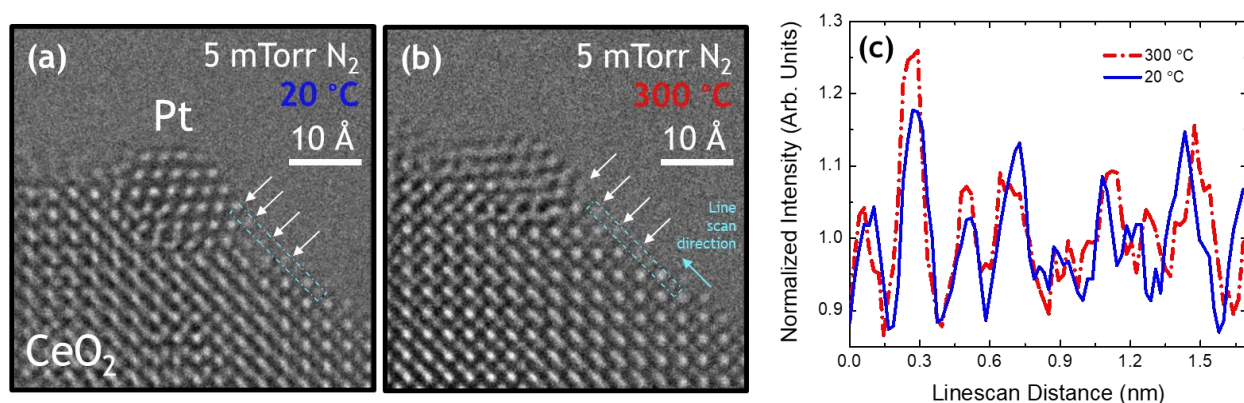 (a)
5 mTorr N₂
20 °C
10 Å
Pt
CeO₂
(b)
5 mTorr N₂
300 °C
10 Å
Line
scan
direction
(c)
300 °C
20 °C
Normalized Intensity (Arb. Units)
1.3
1.2
1.1
1.0
0.9
0.0
0.3
0.6
0.9
1.2
1.5
Linescan Distance (nm)